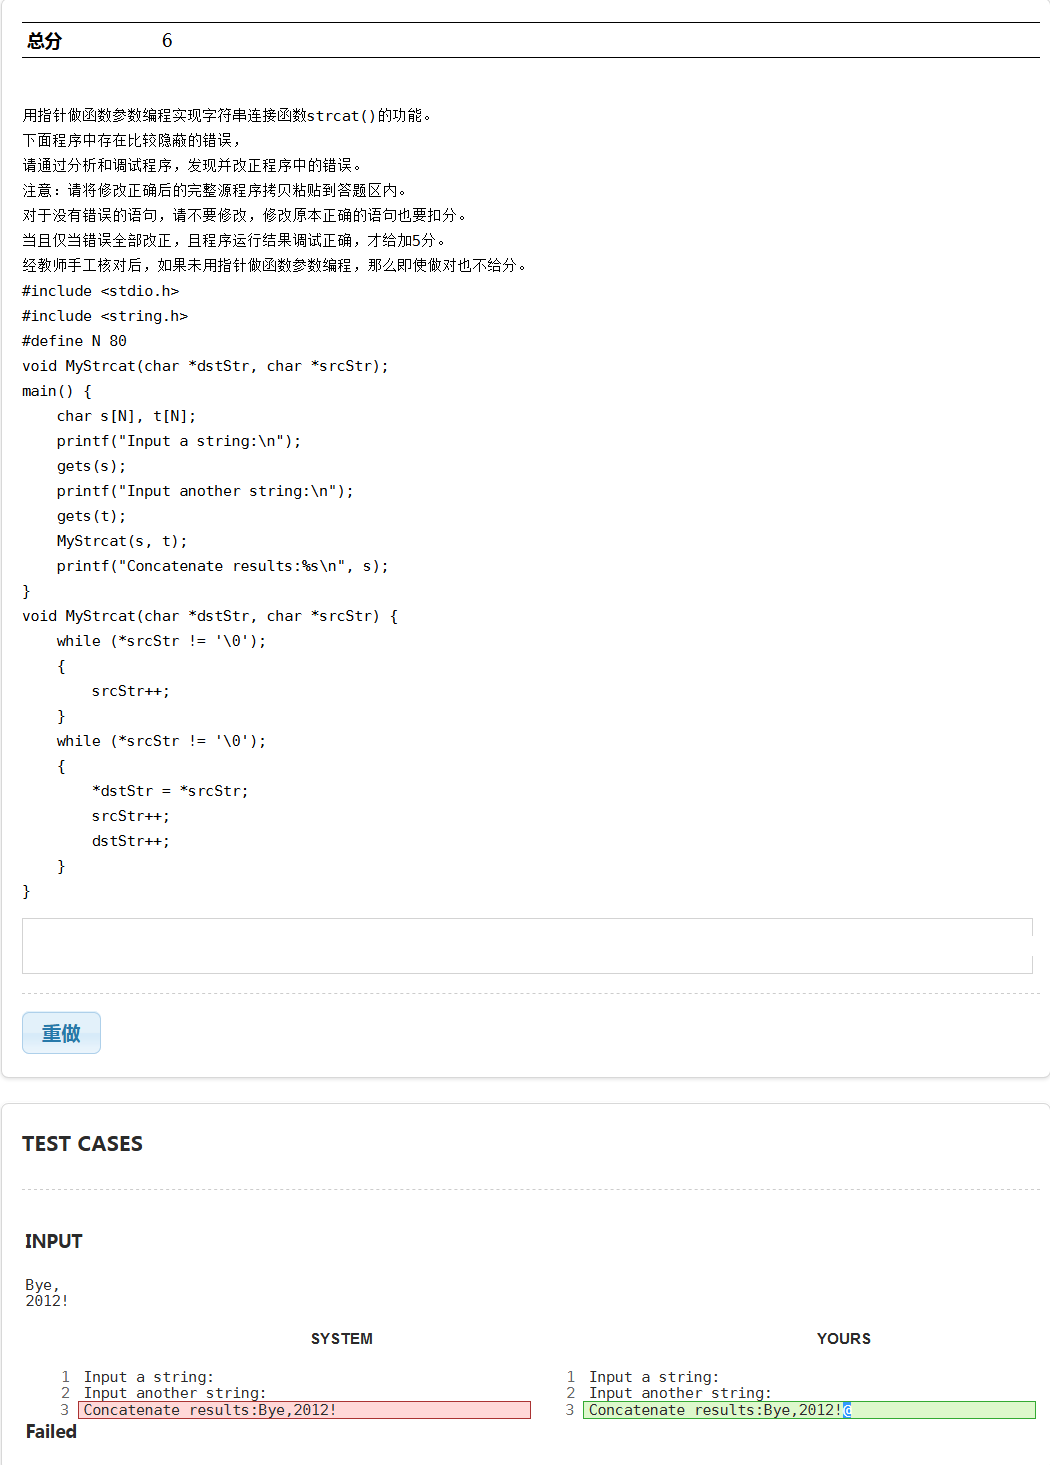 总分 6
用指针做函数参数编程实现字符串连接函数strcat()的功能。
下面程序中存在比较隐蔽的错误，
请通过分析和调试程序，发现并改正程序中的错误。
注意：请将修改正确后的完整源程序拷贝粘贴到答题区内。
对于没有错误的语句，请不要修改，修改原本正确的语句也要扣分。
当且仅当错误全部改正，且程序运行结果调试正确，才给加5分。
经教师手工核对后，如果未用指针做函数参数编程，那么即使做对也不给分。
#include <stdio.h>
#include <string.h>
#define N 80
void MyStrcat(char *dstStr, char *srcStr);
main() {
    char s[N], t[N];
    printf("Input a string:\n");
    gets(s);
    printf("Input another string:\n");
    gets(t);
    MyStrcat(s, t);
    printf("Concatenate results:%s\n", s);
}
void MyStrcat(char *dstStr, char *srcStr) {
    while (*srcStr != '\0');
    {
        srcStr++;
    }
    while (*srcStr != '\0');
    {
        *dstStr = *srcStr;
        srcStr++;
        dstStr++;
    }
}
重做
TEST CASES
INPUT
Bye,
2012!
SYSTEM YOURS
1 Input a string: 1 Input a string:
2 Input another string: 2 Input another string:
3 Concatenate results:Bye,2012! 3 Concatenate results:Bye,2012!@
Failed